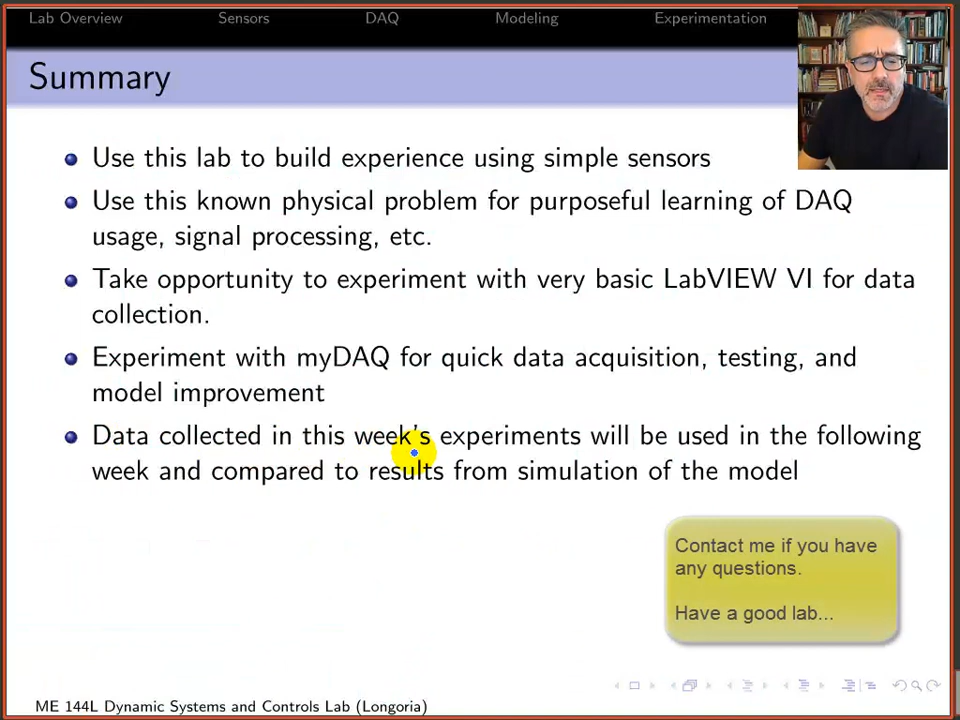 Lab Overview Sensors DAQ Modeling Experimentation
Summary
Use this lab to build experience using simple sensors
Use this known physical problem for purposeful learning of DAQ
usage, signal processing, etc.
Take opportunity to experiment with very basic LabVIEW VI for data
collection.
Experiment with myDAQ for quick data acquisition, testing, and
model improvement
Data collected in this week's experiments will be used in the following
week and compared to results from simulation of the model
Contact me if you have
any questions.
Have a good lab...
ME 144L Dynamic Systems and Controls Lab (Longoria)